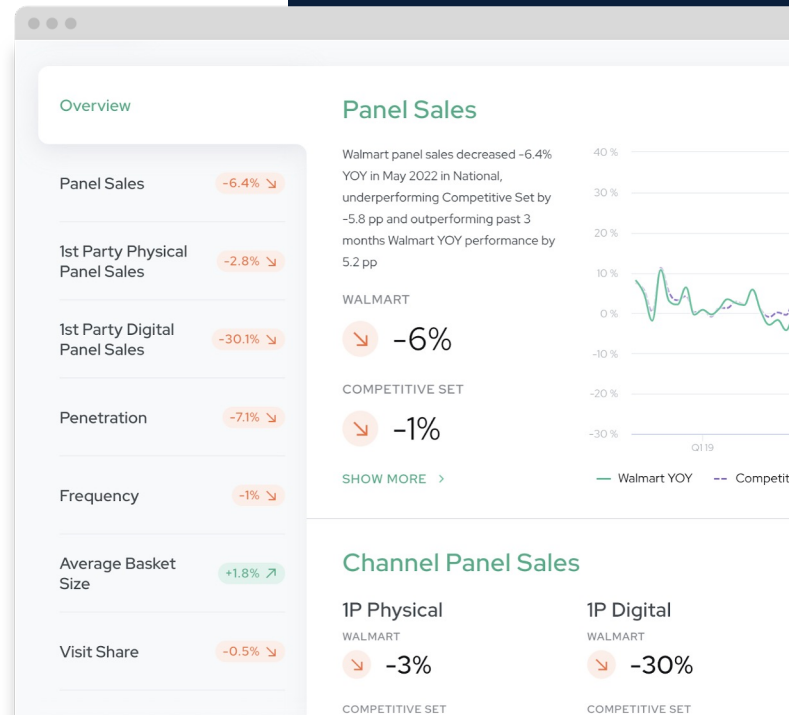 Overview
Panel Sales
-6.4%
1st Party Physical
Panel Sales
-2.8%
1st Party Digital
Panel Sales
-30.1%
Penetration
-7.1%
Frequency
-1%
Average Basket
Size
+1.8%
Visit Share
-0.5%
Panel Sales
Walmart panel sales decreased -6.4%
YOY in May 2022 in National,
underperforming Competitive Set by
-5.8 pp and outperforming past 3
months Walmart YOY performance by
5.2 pp
WALMART
-6%
COMPETITIVE SET
-1%
SHOW MORE >
40 %
30 %
20 %
10 %
0 %
-10 %
-20 %
-30 %
Q1 19
Walmart YOY
Competit
Channel Panel Sales
1P Physical
WALMART
-3%
COMPETITIVE SET
1P Digital
WALMART
-30%
COMPETITIVE SET